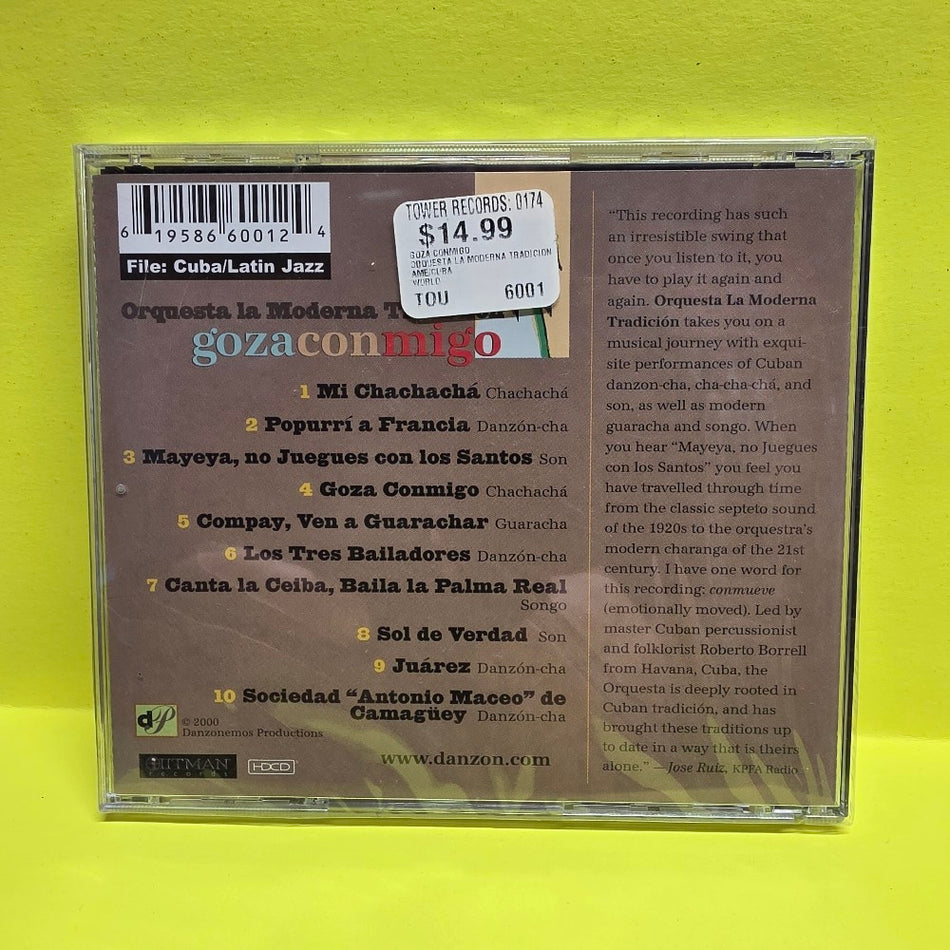 6 19586 60012 4
File: Cuba/Latin Jazz
TOWER RECORDS: 0174
$14.99
GOZA CONMIGO
ORQUESTA LA MODERNA TRADICION
AME/CUBA
WORLD
TOU 6001
Orquesta la Moderna
gozaconmigo
1 Mi Chachachá Chachachá
2 Popurrí a Francia Danzón-cha
3 Mayeya, no Juegues con los Santos Son
4 Goza Conmigo Chachachá
5 Compay, Ven a Guarachar Guaracha
6 Los Tres Bailadores Danzón-cha
7 Canta la Ceiba, Baila la Palma Real
Songo
8 Sol de Verdad Son
9 Juárez Danzón-cha
10 Sociedad “Antonio Maceo” de
Camagüey Danzón-cha
dP
© 2000
Danzonemos Productions
records
HDCD
www.danzon.com
“This recording has such
an irresistible swing that
once you listen to it, you
have to play it again and
again. Orquesta La Moderna
Tradición takes you on a
musical journey with exqui-
site performances of Cuban
danzon-cha, cha-cha-chá, and
son, as well as modern
guaracha and songo. When
you hear “Mayeya, no Juegues
con los Santos” you feel you
have travelled through time
from the classic septeto sound
of the 1920s to the orquestra’s
modern charanga of the 21st
century. I have one word for
this recording: conmueve
(emotionally moved). Led by
master Cuban percussionist
and folklorist Roberto Borrell
from Havana, Cuba, the
Orquesta is deeply rooted in
Cuban tradición, and has
brought these traditions up
to date in a way that is theirs
alone.” —Jose Ruiz, KPFA Radio